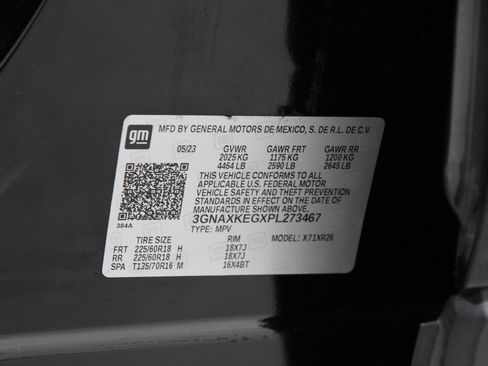 gm
MFD BY GENERAL MOTORS DE MEXICO, S. DE R.L. DE C.V.
05/23 GVWR GAWR FRT GAWR RR
2025 KG 1175 KG 1200 KG
4464 LB 2590 LB 2645 LB
THIS VEHICLE CONFORMS TO ALL
APPLICABLE U.S. FEDERAL MOTOR
VEHICLE SAFETY AND THEFT PREVENTION
STANDARDS IN EFFECT ON THE DATE OF
MANUFACTURE SHOWN ABOVE.
3GNAXKEGXPL273467
384A
TYPE: MPV MODEL: X71XR26
TIRE SIZE RIM
FRT 225/60R18 H 18X7J
RR 225/60R18 H 18X7J
SPA T135/70R16 M 16X4BT